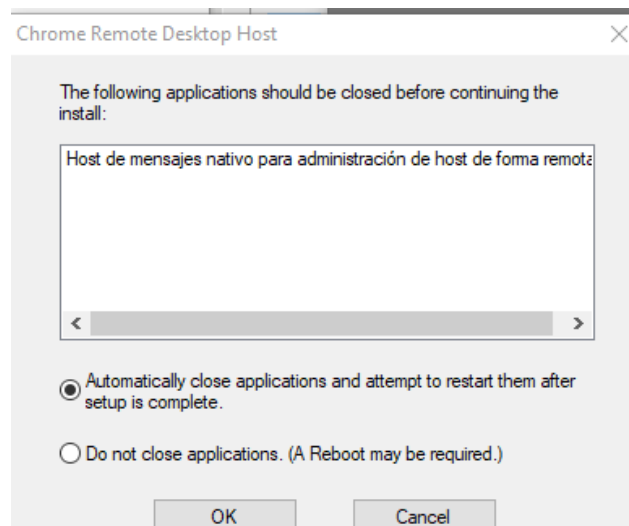 Chrome Remote Desktop Host
The following applications should be closed before continuing the
install:
Host de mensajes nativo para administración de host de forma remota
Automatically close applications and attempt to restart them after
setup is complete.
Do not close applications. (A Reboot may be required.)
OK
Cancel